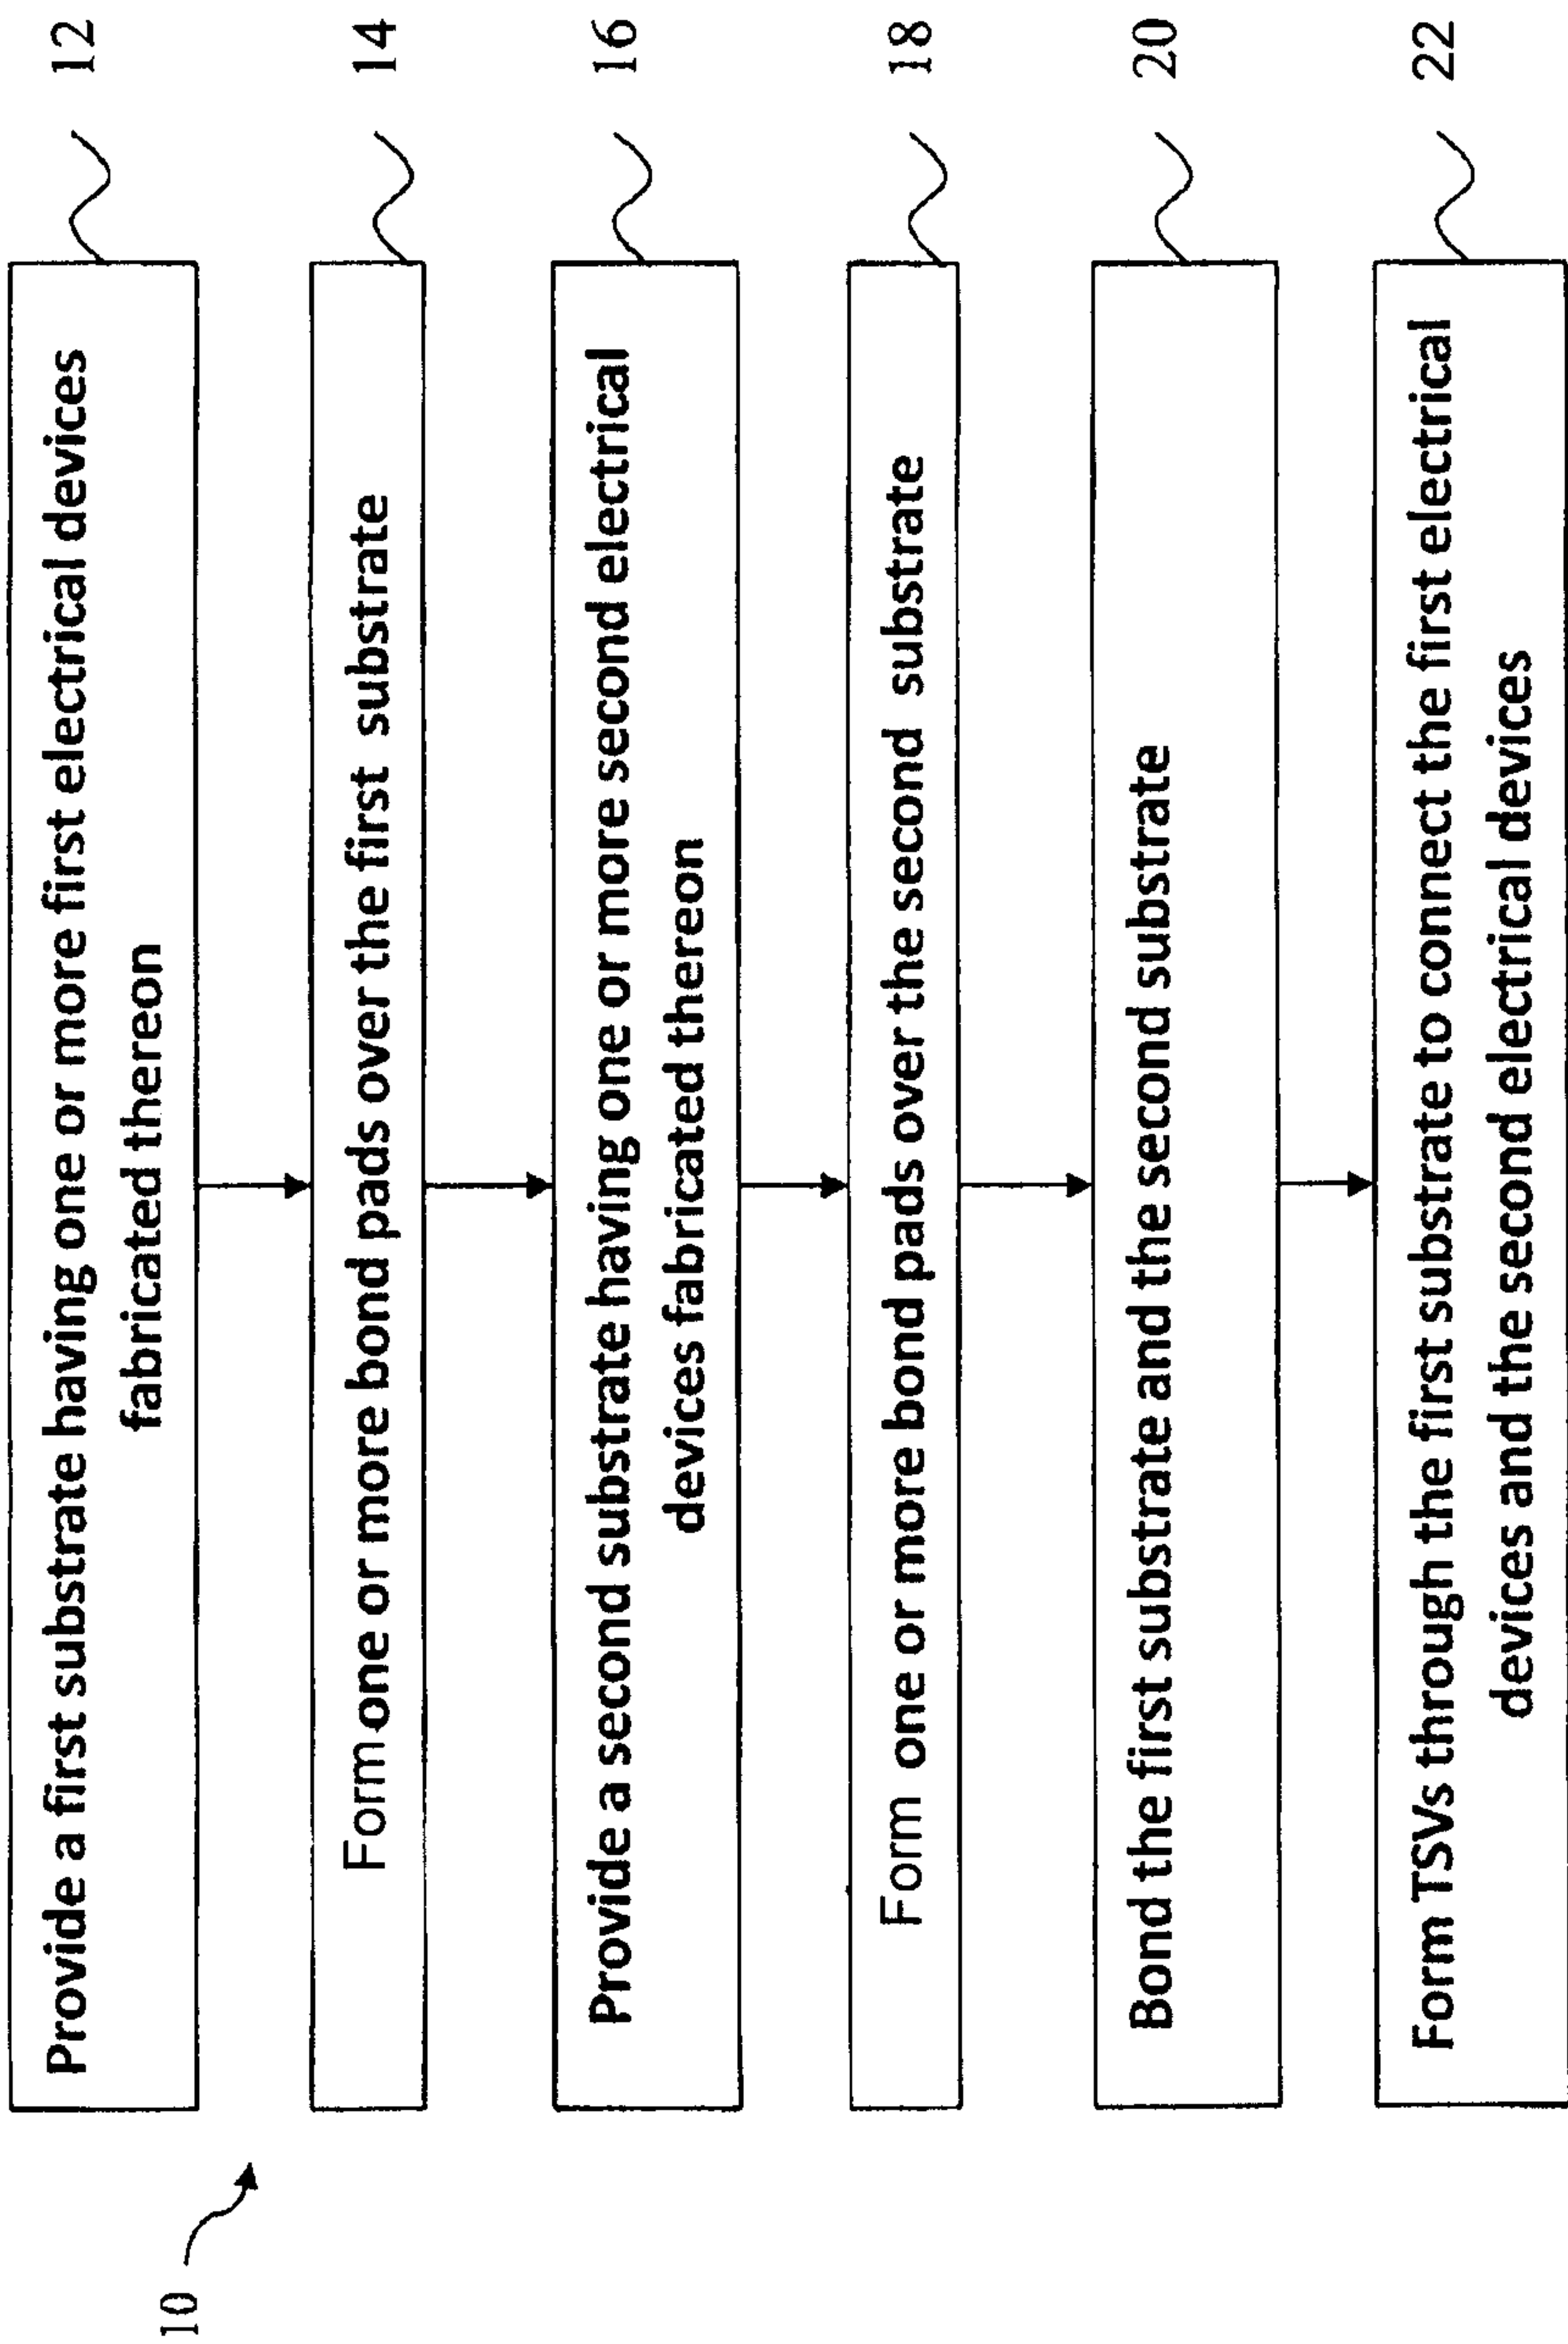 10
Provide a first substrate having one or more first electrical devices
fabricated thereon
12
Form one or more bond pads over the first substrate
14
Provide a second substrate having one or more second electrical
devices fabricated thereon
16
Form one or more bond pads over the second substrate
18
Bond the first substrate and the second substrate
20
Form TSVs through the first substrate to connect the first electrical
devices and the second electrical devices
22